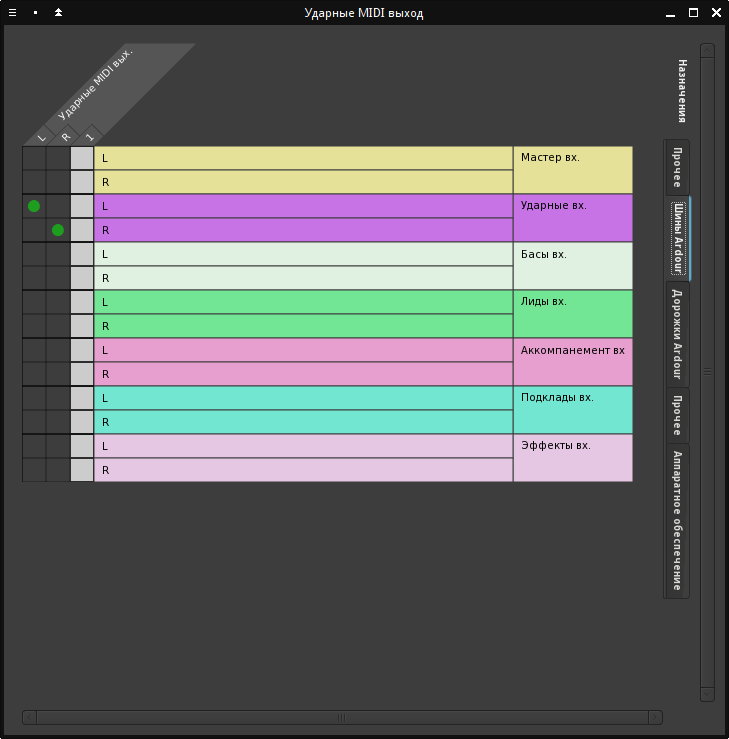 Ударные MIDI выход
Ударные MIDI вых.
L
R
1
L
Мастер вх.
R
L
Ударные вх.
R
L
Басы вх.
R
L
Лиды вх.
R
L
Аккомпанемент вх
R
L
Подклады вх.
R
L
Эффекты вх.
R
Назначения
Прочее
Шины Ardour
Дорожки Ardour
Прочее
Аппаратное обеспечение